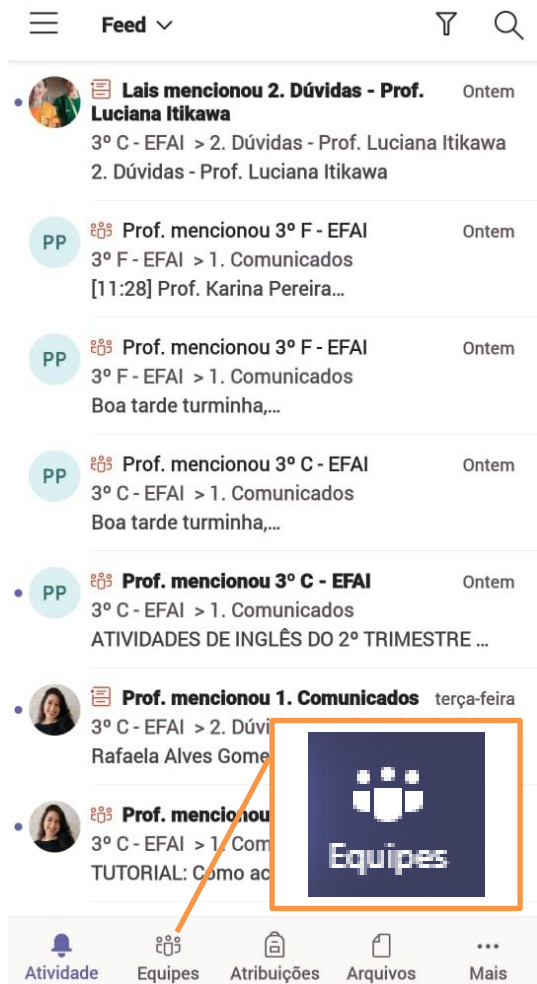 Feed
Lais mencionou 2. Dúvidas - Prof. Luciana Itikawa Ontem
3º C - EFAI > 2. Dúvidas - Prof. Luciana Itikawa
2. Dúvidas - Prof. Luciana Itikawa
PP
Prof. mencionou 3º F - EFAI Ontem
3º F - EFAI > 1. Comunicados
[11:28] Prof. Karina Pereira...
PP
Prof. mencionou 3º F - EFAI Ontem
3º F - EFAI > 1. Comunicados
Boa tarde turminha,...
PP
Prof. mencionou 3º C - EFAI Ontem
3º C - EFAI > 1. Comunicados
Boa tarde turminha,...
PP
Prof. mencionou 3º C - EFAI Ontem
3º C - EFAI > 1. Comunicados
ATIVIDADES DE INGLÊS DO 2º TRIMESTRE ...
Prof. mencionou 1. Comunicados terça-feira
3º C - EFAI > 2. Dúvi
Rafaela Alves Gome
Prof. mencionou
3º C - EFAI > 1. Com
TUTORIAL: Como ac
Equipes
Atividade Equipes Atribuições Arquivos Mais